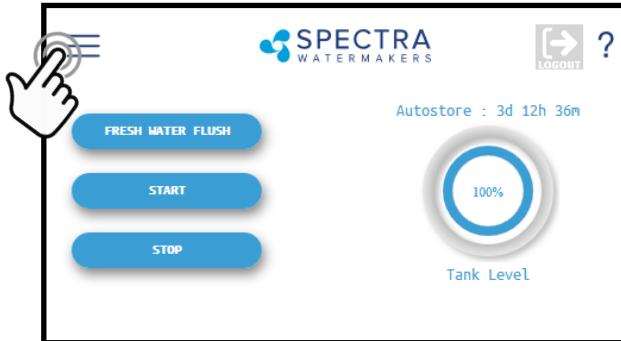 SPECTRA
WATERMAKERS
LOGOUT
?
Autostore : 3d 12h 36m
FRESH WATER FLUSH
START
100%
STOP
Tank Level